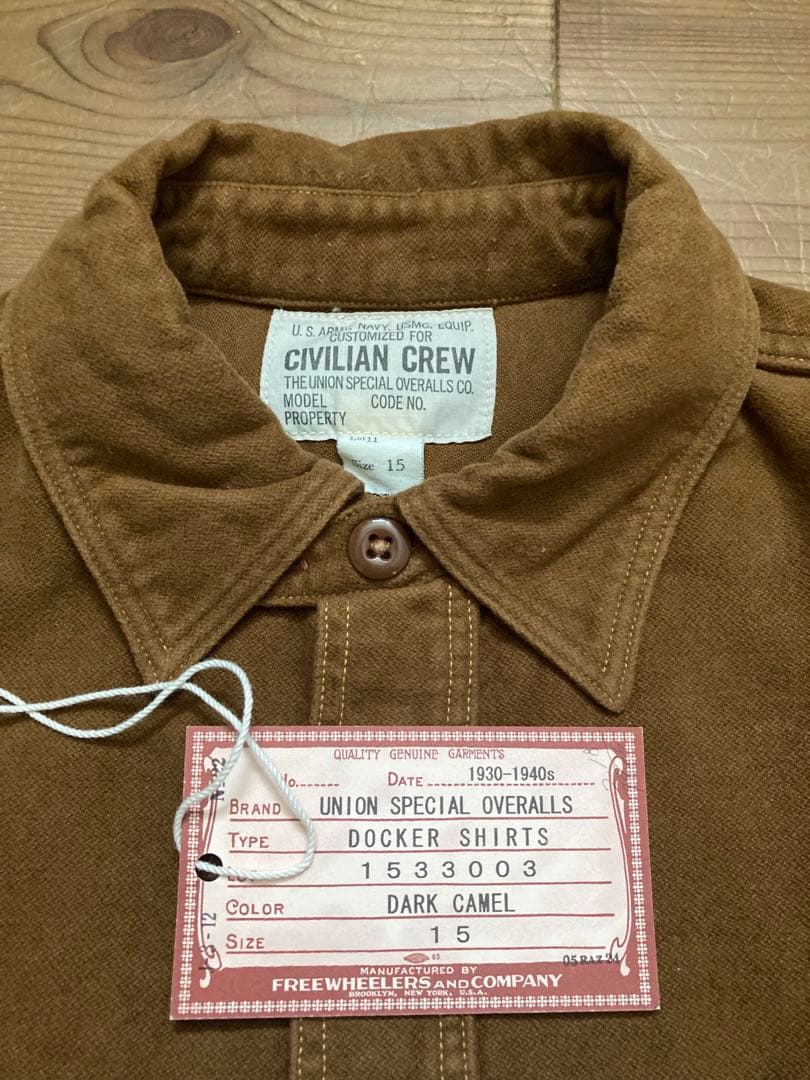 U.S. ARMY, NAVY, USMC, EQUIP.
CUSTOMIZED FOR
CIVILIAN CREW
THE UNION SPECIAL OVERALLS CO.
MODEL CODE NO.
PROPERTY
Size 15
QUALITY GENUINE GARMENTS
No. DATE 1930-1940s
BRAND UNION SPECIAL OVERALLS
TYPE DOCKER SHIRTS
1533003
COLOR DARK CAMEL
SIZE 15
63
MANUFACTURED BY
FREEWHEELERS AND COMPANY
BROOKLYN, NEW YORK, U.S.A.